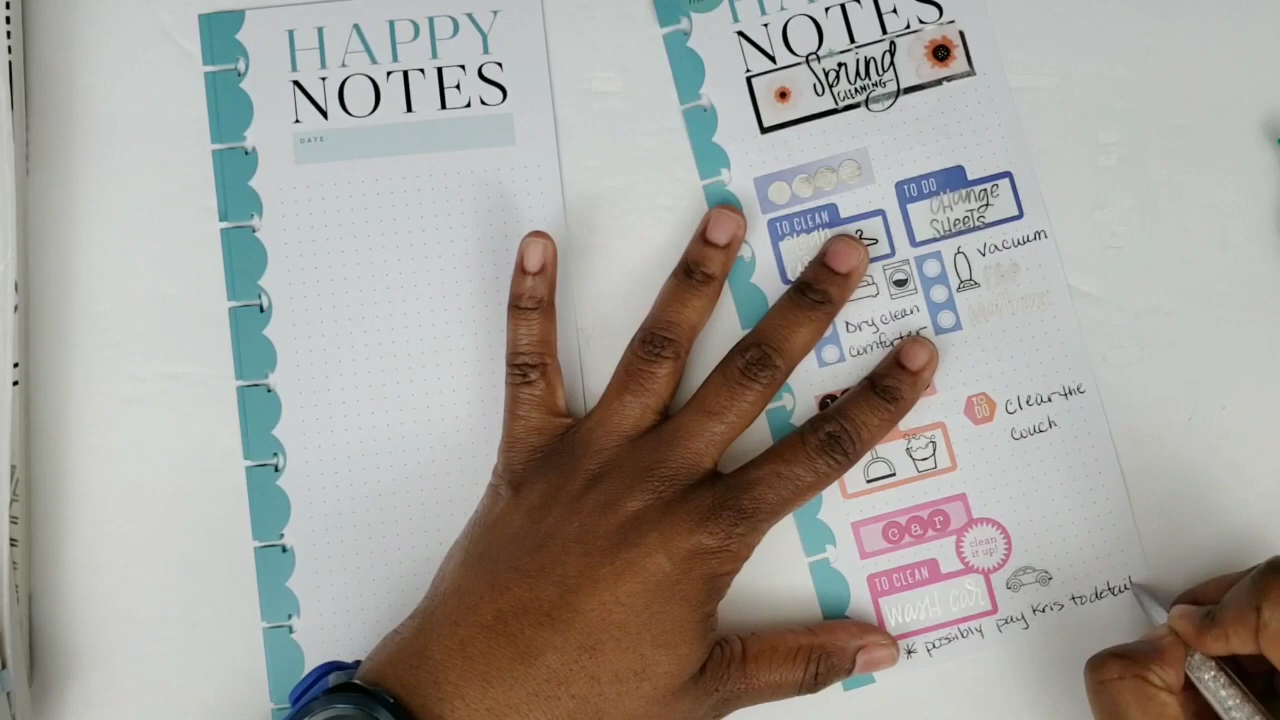 HAPPY
NOTES
DATE:
NOTES
Spring
CLEANING
TO CLEAN
clean
TO DO
CHange
SHeeTs
Vacuum
Dry clean
comforter
TO
DO
Clear the
couch
car
clean
it up!
TO CLEAN
wasH car
* possibly pay Kris to detail